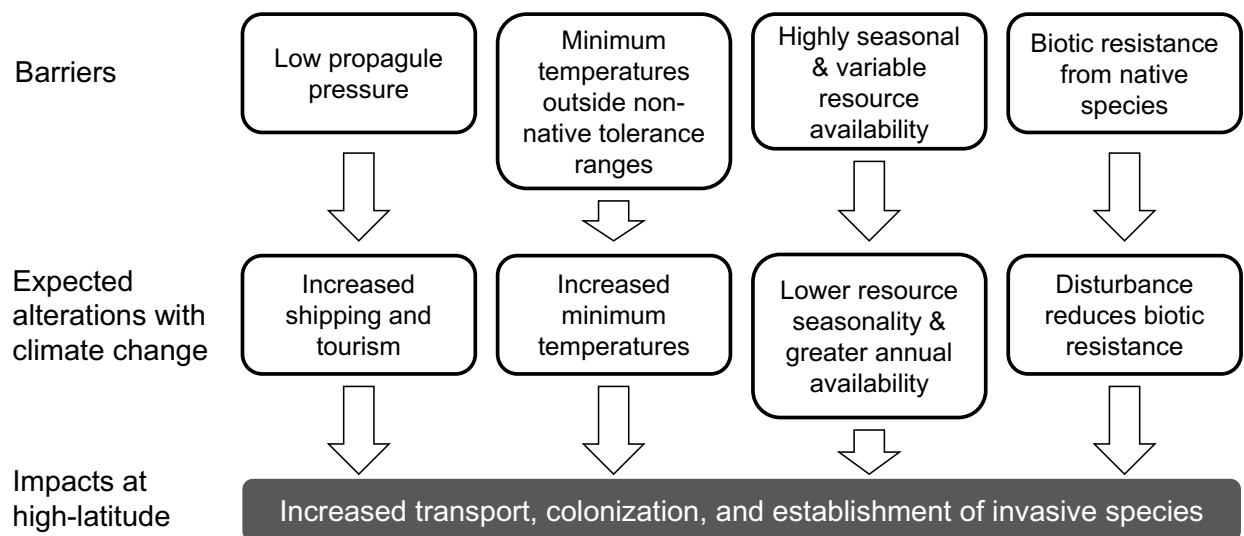 Barriers
Low propagule
pressure
Minimum
temperatures
outside non-
native tolerance
ranges
Highly seasonal
& variable
resource
availability
Biotic resistance
from native
species
Expected
alterations with
climate change
Increased
shipping and
tourism
Increased
minimum
temperatures
Lower resource
seasonality &
greater annual
availability
Disturbance
reduces biotic
resistance
Impacts at
high-latitude
Increased transport, colonization, and establishment of invasive species